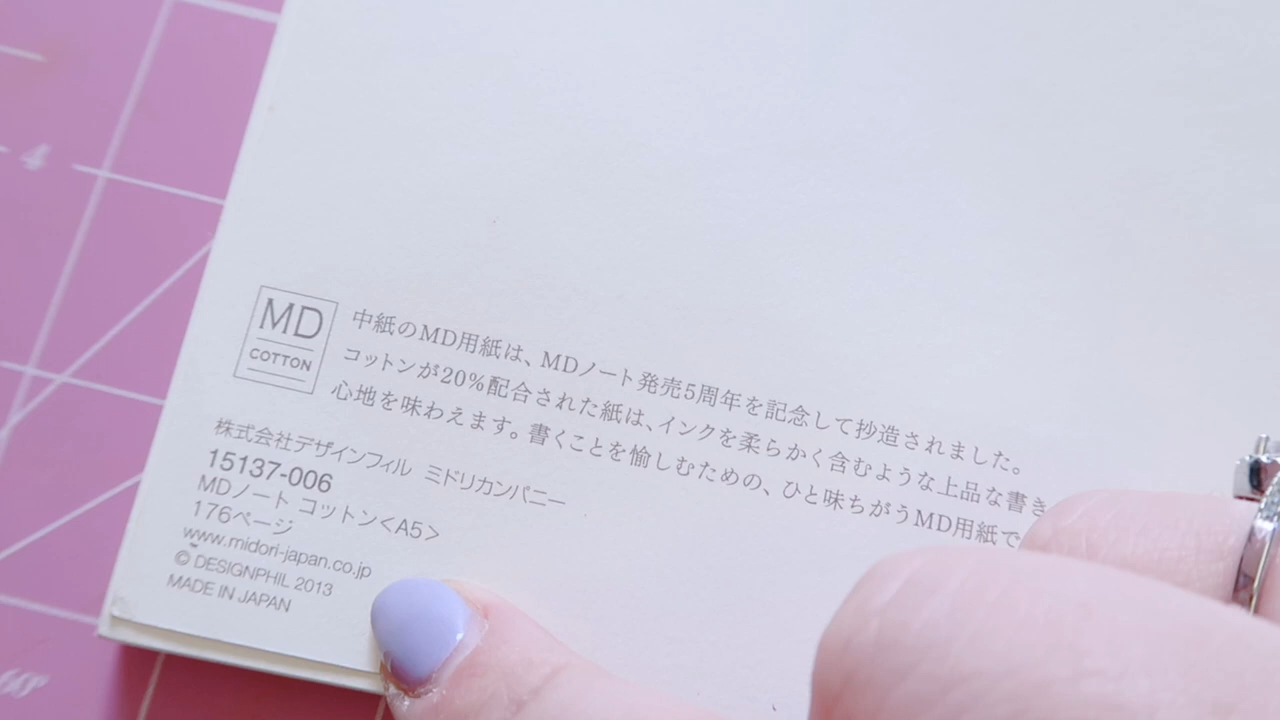 4
MD
COTTON
中紙のMD用紙は、MDノート発売5周年を記念して抄造されました。
コットンが20%配合された紙は、インクを柔らかく含むような上品な書き
心地を味わえます。書くことを愉しむための、ひと味ちがうMD用紙で
株式会社デザインフィル ミドリカンパニー
15137-006
MDノート コットン<A5>
176ページ
www.midori-japan.co.jp
© DESIGNPHIL 2013
MADE IN JAPAN